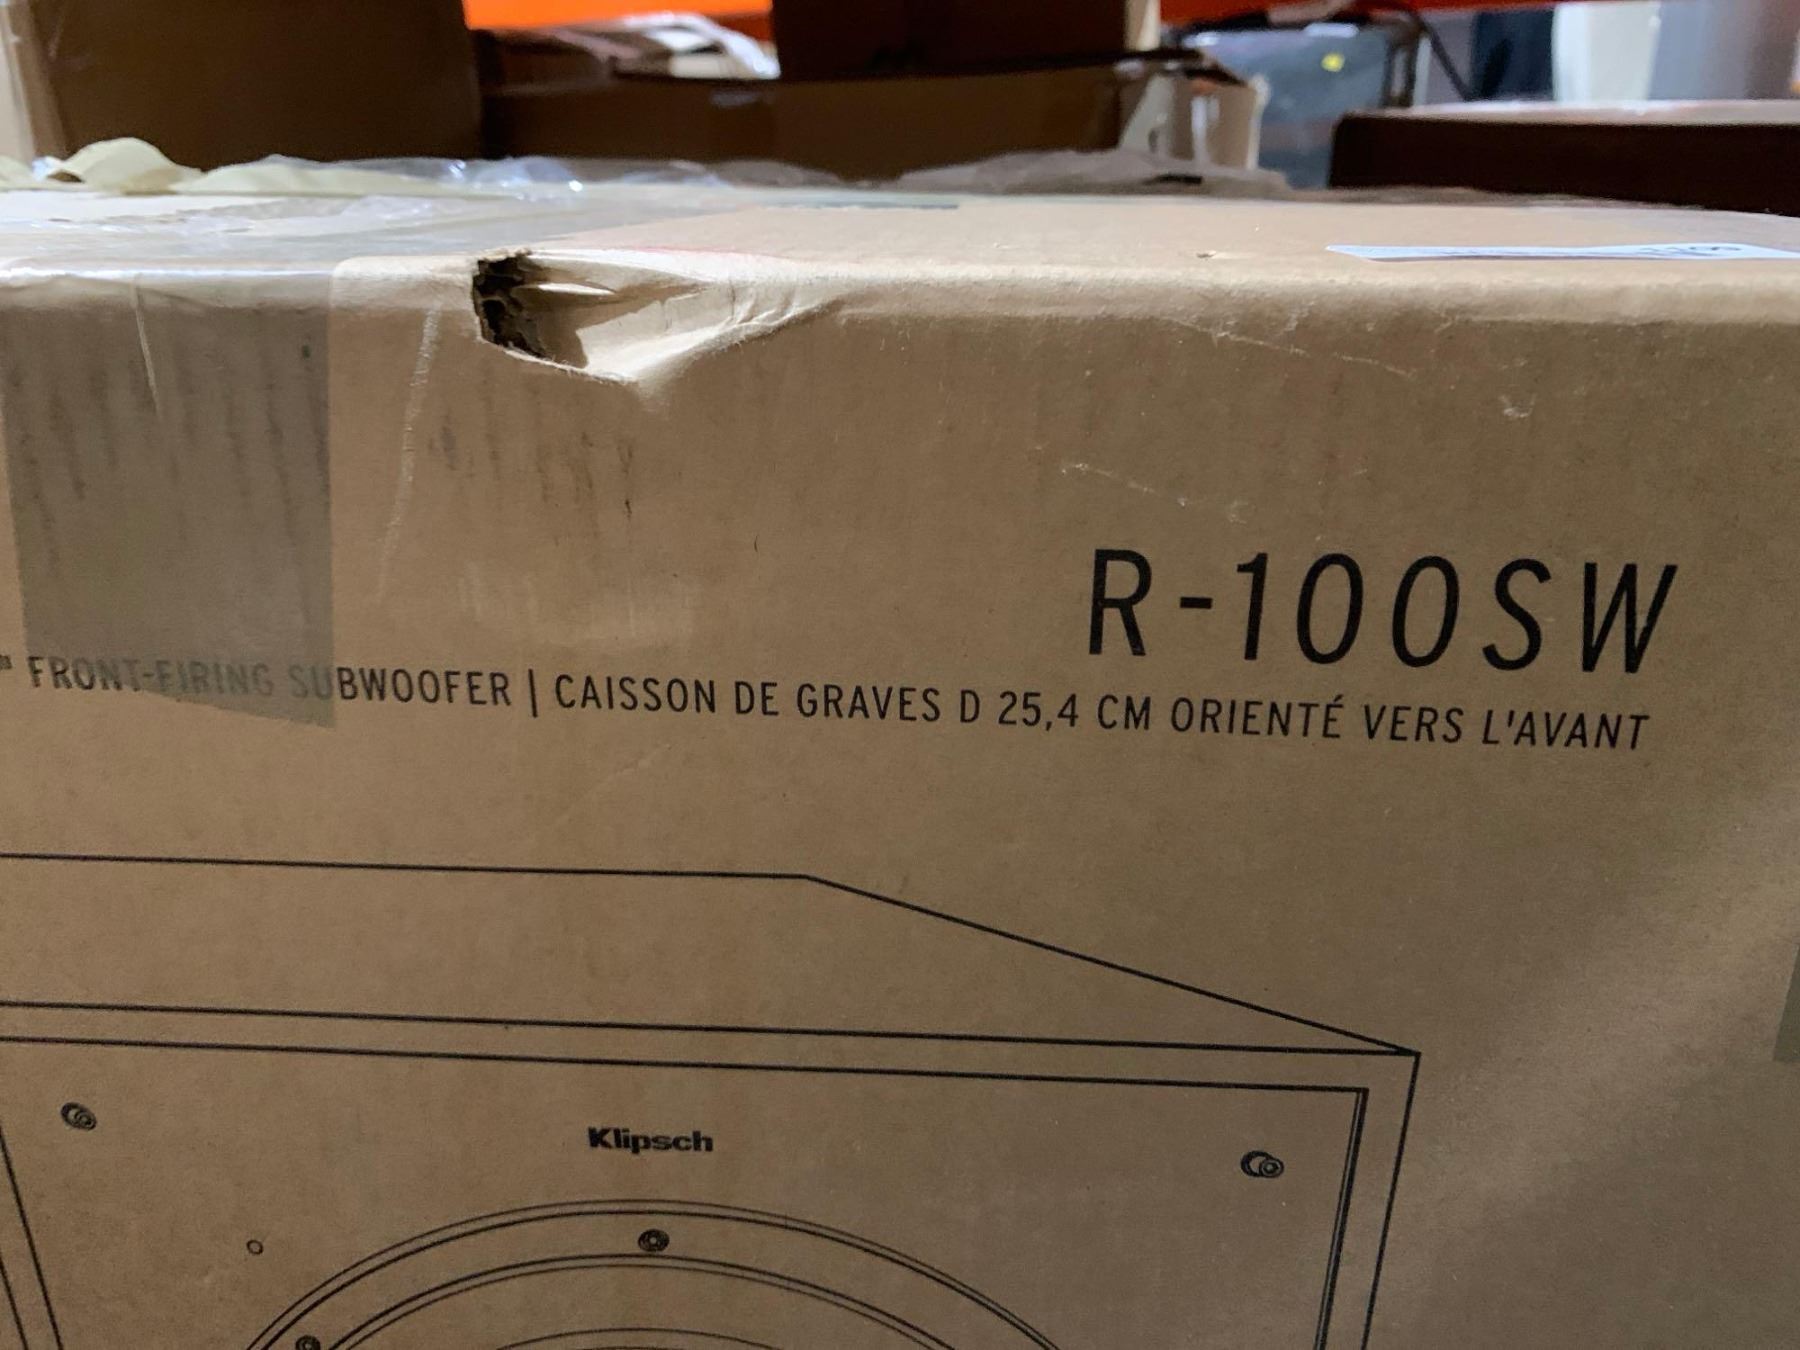 R-100SW
" FRONT-FIRING SUBWOOFER | CAISSON DE GRAVES D 25,4 CM ORIENTÉ VERS L'AVANT
Klipsch